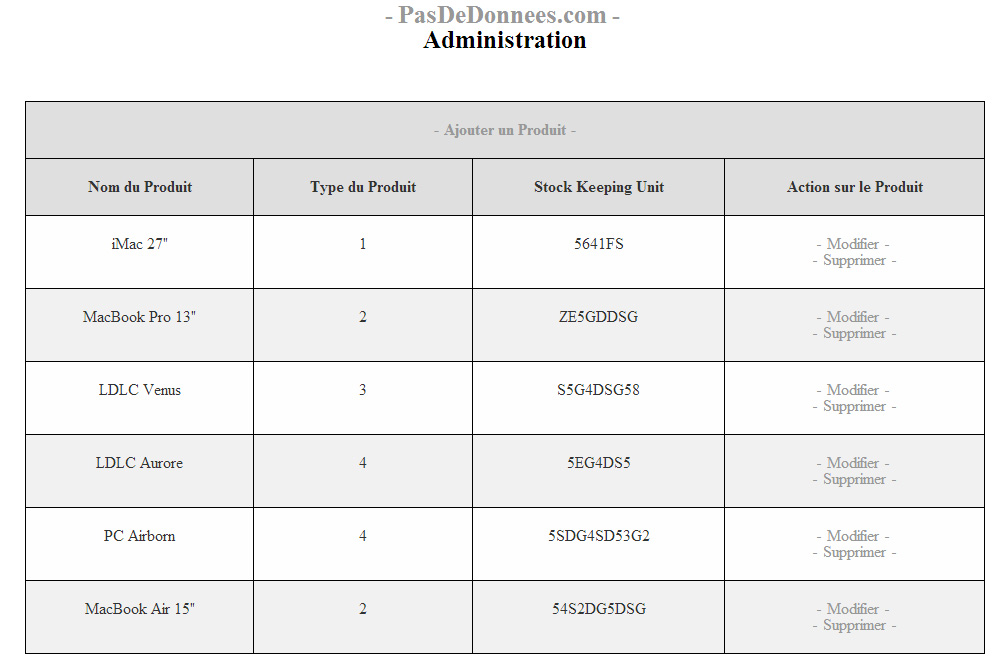 - PasDeDonnees.com -
Administration
- Ajouter un Produit -
Nom du Produit Type du Produit Stock Keeping Unit Action sur le Produit
iMac 27" 1 5641FS - Modifier -
- Supprimer -
MacBook Pro 13" 2 ZE5GDDSG - Modifier -
- Supprimer -
LDLC Venus 3 S5G4DSG58 - Modifier -
- Supprimer -
LDLC Aurore 4 5EG4DS5 - Modifier -
- Supprimer -
PC Airborn 4 5SDG4SD53G2 - Modifier -
- Supprimer -
MacBook Air 15" 2 54S2DG5DSG - Modifier -
- Supprimer -